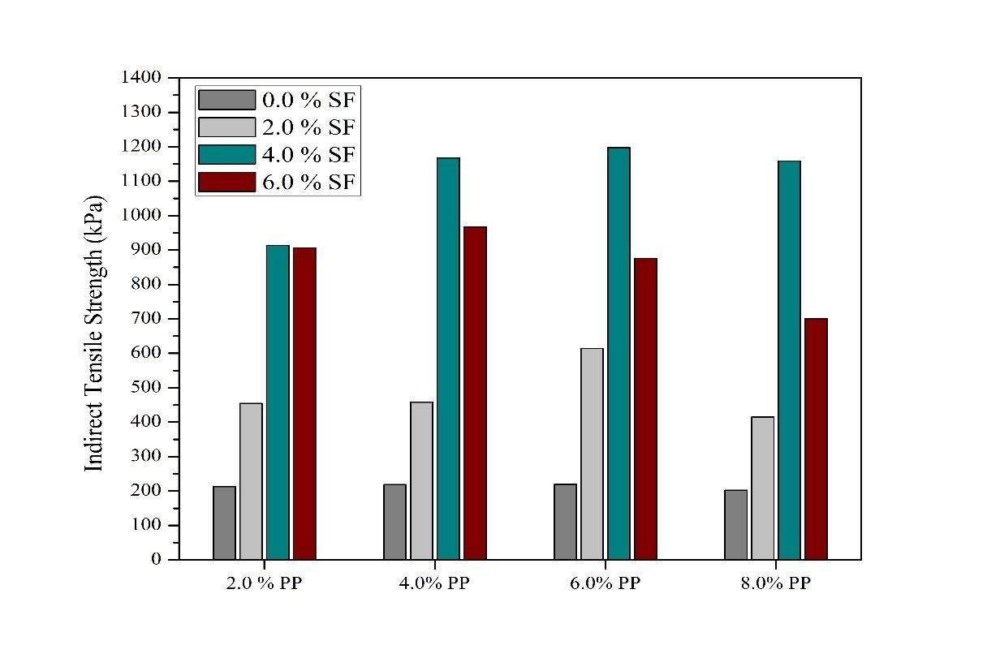 1400
1300
1200
1100
1000
900
800
700
600
500
400
300
200
100
0
Indirect Tensile Strength (kPa)
0.0 % SF
2.0 % SF
4.0 % SF
6.0 % SF
2.0 % PP
4.0% PP
6.0% PP
8.0% PP